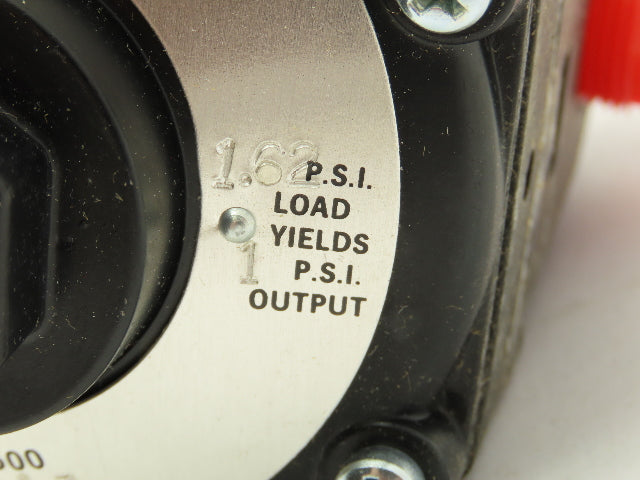 1.62 P.S.I.
LOAD
YIELDS
1 P.S.I.
OUTPUT